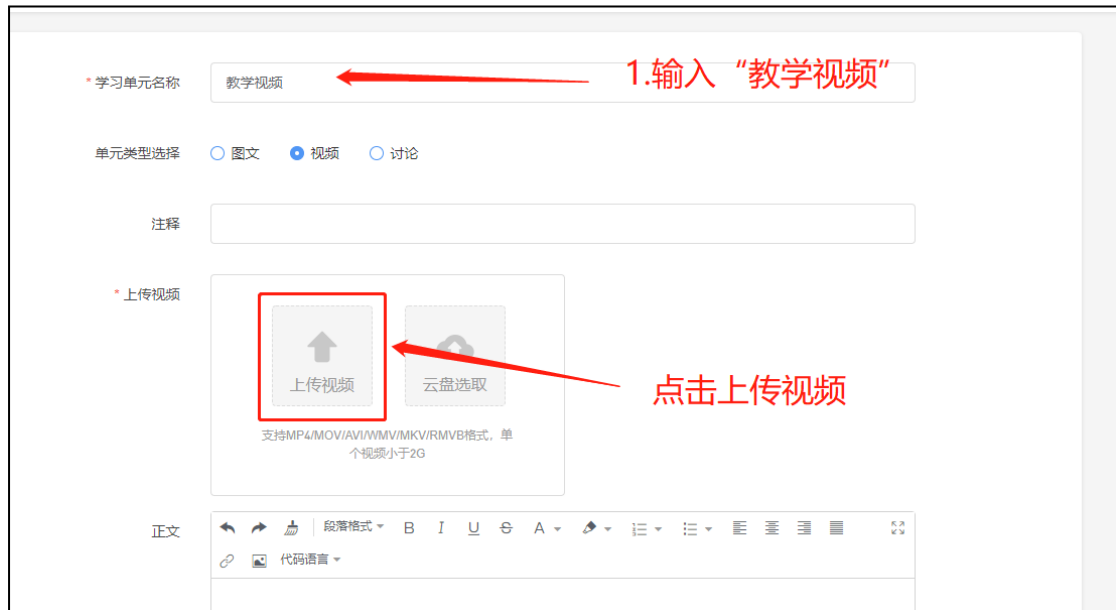 1.输入“教学视频”
* 学习单元名称
教学视频
单元类型选择
图文
视频
讨论
注释
* 上传视频
上传视频
云盘选取
点击上传视频
支持MP4/MOV/AVI/WMV/MKV/RMVB格式，单
个视频小于2G
正文
段落格式
B I U S A
代码语言